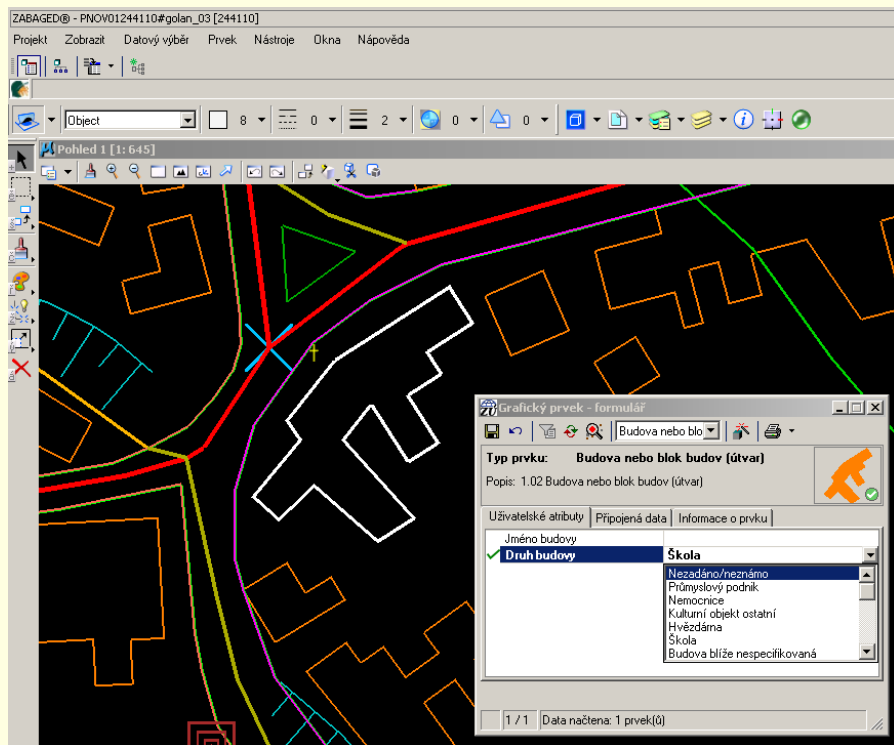 ZABAGED® - PNOV01244110#golan_03 [244110]
Projekt Zobrazit Datový výběr Prvek Nástroje Okna Nápověda
Object 8 0 2 0 0
Pohled 1 [1: 645]
Grafický prvek - formulář
Budova nebo blo
Typ prvku: Budova nebo blok budov (útvar)
Popis: 1.02 Budova nebo blok budov (útvar)
Uživatelské atributy Připojená data Informace o prvku
Jméno budovy
Druh budovy Škola
Nezadáno/neznámo
Průmyslový podnik
Nemocnice
Kulturní objekt ostatní
Hvězdárna
Škola
Budova blíže nespecifikovaná
1 / 1 Data načtena: 1 prvek(ů)